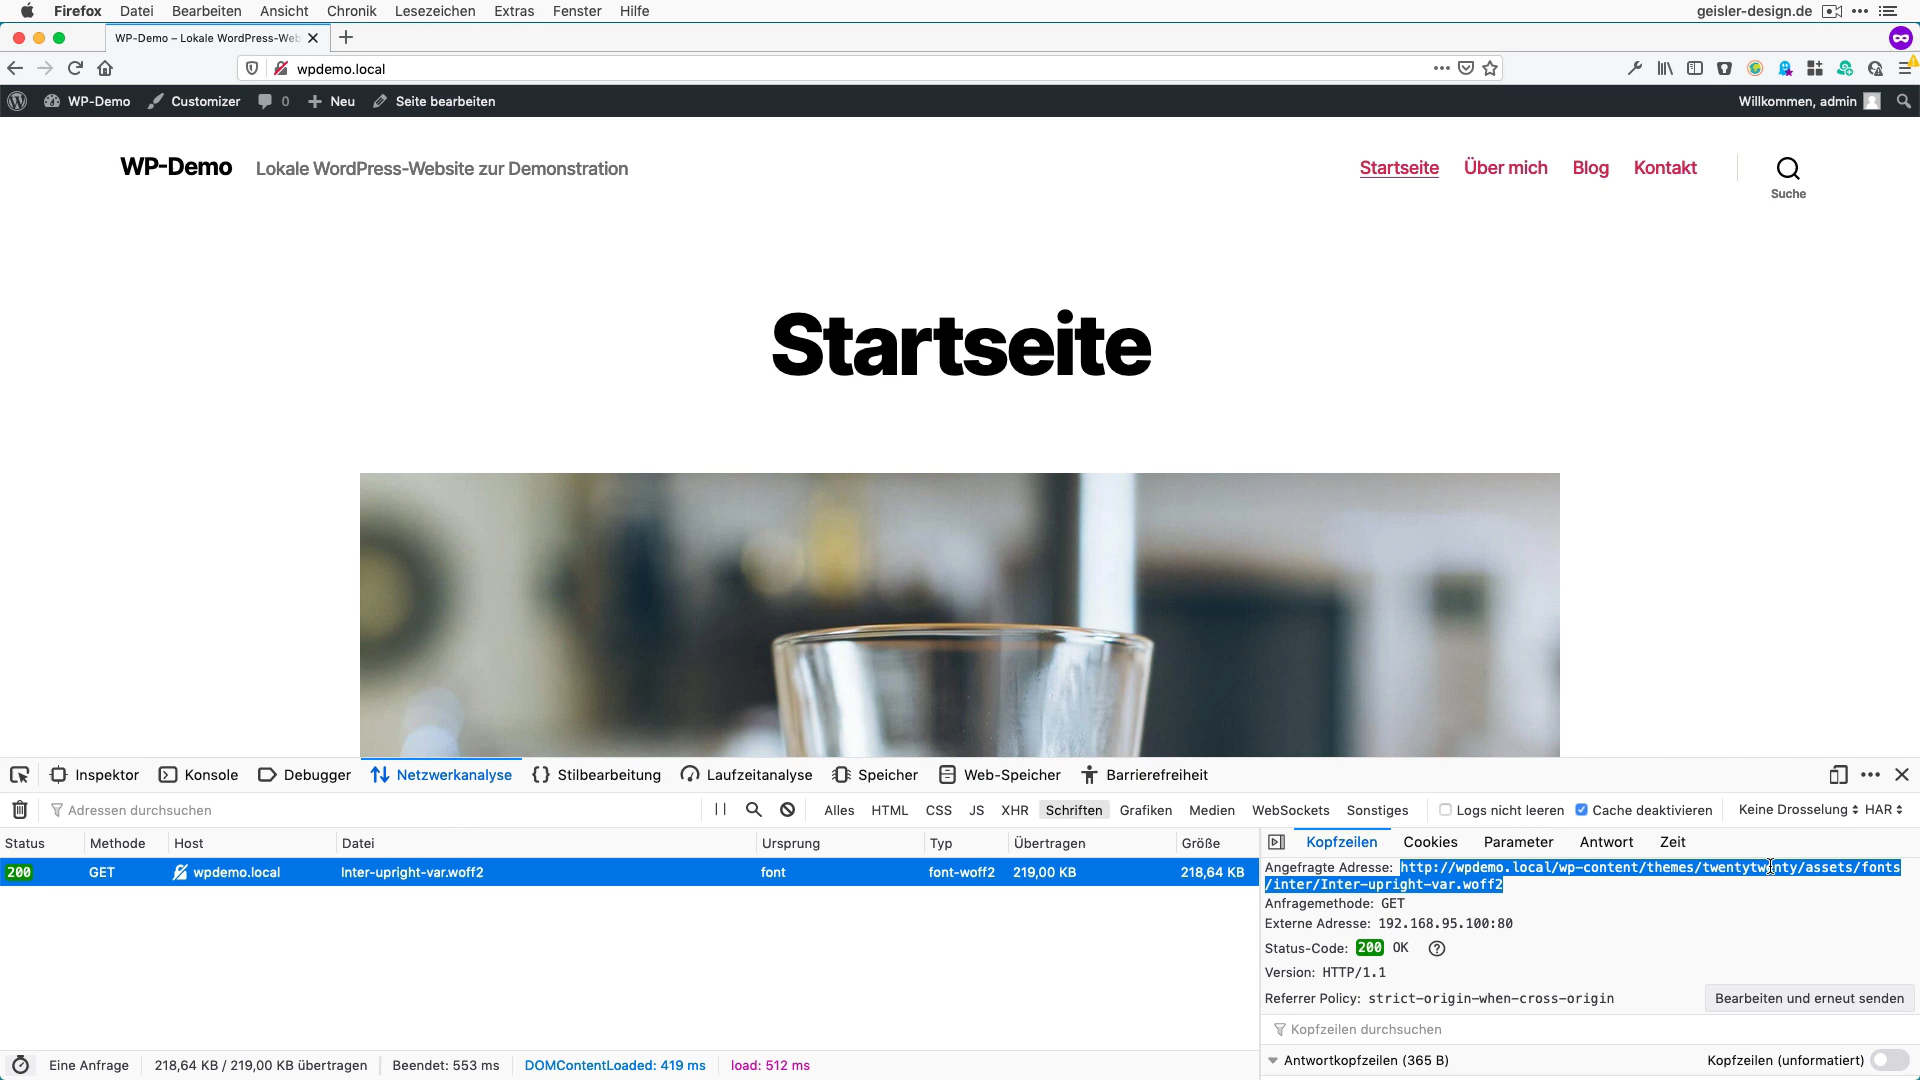 Firefox Datei Bearbeiten Ansicht Chronik Lesezeichen Extras Fenster Hilfe geisler-design.de
WP-Demo – Lokale WordPress-Web
wpdemo.local
WP-Demo Customizer 0 Neu Seite bearbeiten Willkommen, admin
WP-Demo Lokale WordPress-Website zur Demonstration Startseite Über mich Blog Kontakt
Suche
Startseite
Inspektor Konsole Debugger Netzwerkanalyse Stilbearbeitung Laufzeitanalyse Speicher Web-Speicher Barrierefreiheit
Adressen durchsuchen Alles HTML CSS JS XHR Schriften Grafiken Medien WebSockets Sonstiges Logs nicht leeren Cache deaktivieren Keine Drosselung HAR
Status Methode Host Datei Ursprung Typ Übertragen Größe
200 GET wpdemo.local Inter-upright-var.woff2 font font-woff2 219,00 KB 218,64 KB
Kopfzeilen Cookies Parameter Antwort Zeit
Angefragte Adresse: http://wpdemo.local/wp-content/themes/twentytwenty/assets/fonts
/inter/Inter-upright-var.woff2
Anfragemethode: GET
Externe Adresse: 192.168.95.100:80
Status-Code: 200 OK
Version: HTTP/1.1
Referrer Policy: strict-origin-when-cross-origin Bearbeiten und erneut senden
Kopfzeilen durchsuchen
Antwortkopfzeilen (365 B) Kopfzeilen (unformatiert)
Eine Anfrage 218,64 KB / 219,00 KB übertragen Beendet: 553 ms DOMContentLoaded: 419 ms load: 512 ms